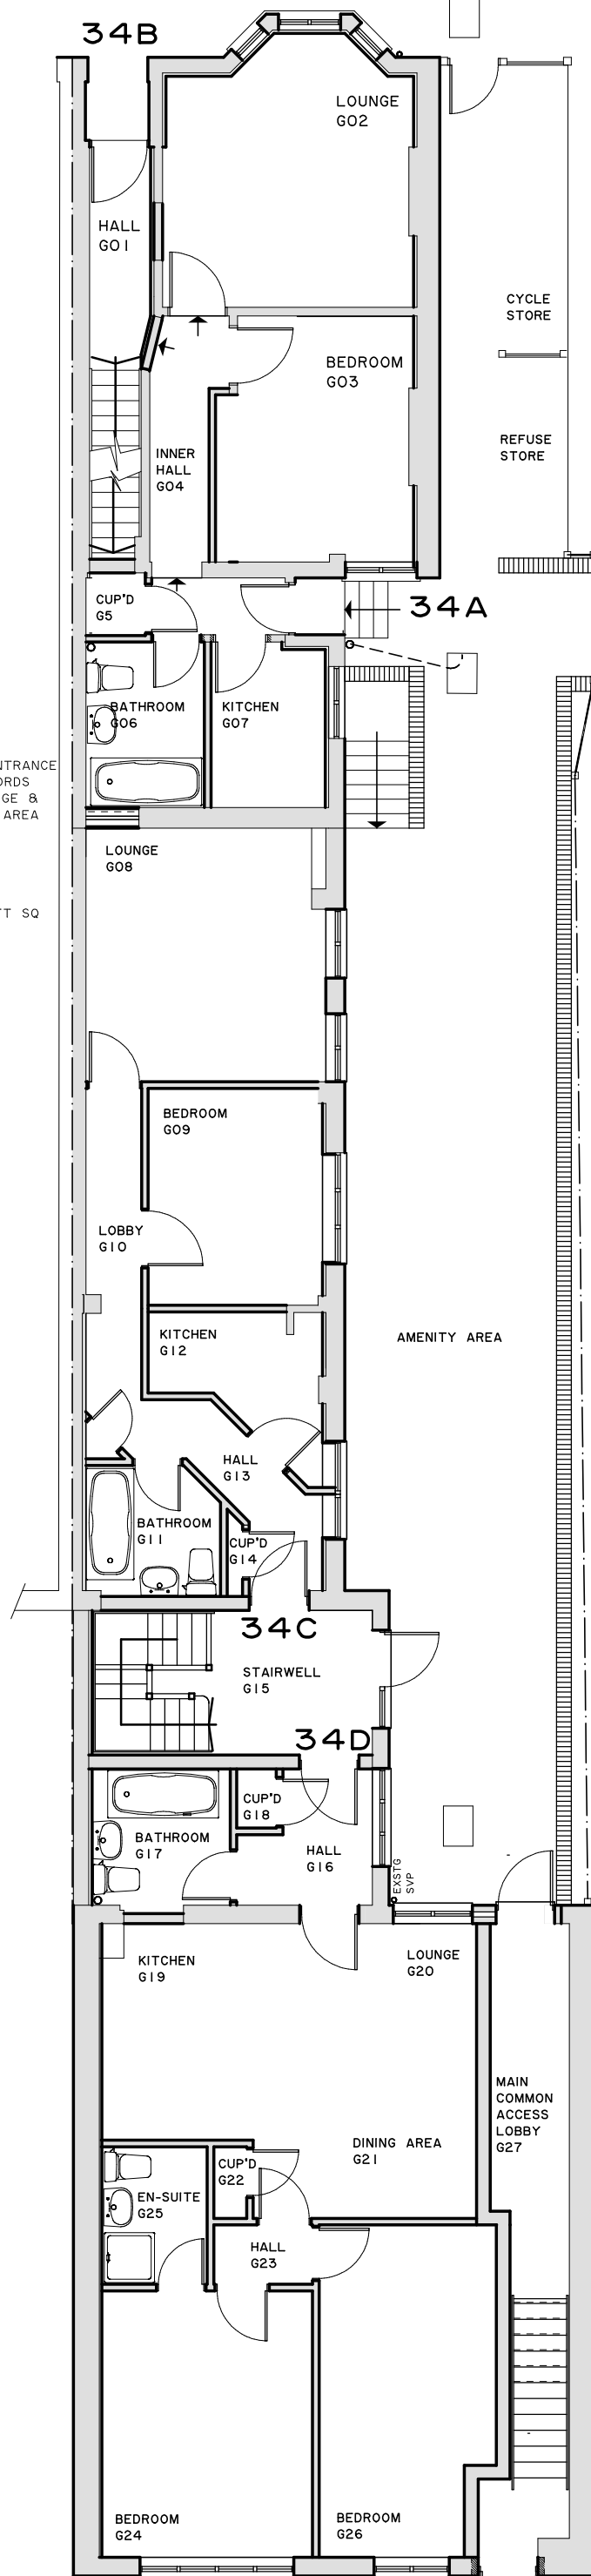 34B
LOUNGE
G02
HALL
G01
CYCLE
STORE
BEDROOM
G03
REFUSE
STORE
INNER
HALL
G04
CUP'D
G5
34A
BATHROOM
G06
KITCHEN
G07
NTRANCE
ORDS
GE &
AREA
LOUNGE
G08
FT SQ
BEDROOM
G09
LOBBY
G10
KITCHEN
G12
AMENITY AREA
HALL
G13
BATHROOM
G11
CUP'D
G14
34C
STAIRWELL
G15
34D
CUP'D
G18
BATHROOM
G17
HALL
G16
EXSTG
SVP
KITCHEN
G19
LOUNGE
G20
MAIN
COMMON
ACCESS
LOBBY
G27
DINING AREA
G21
CUP'D
G22
EN-SUITE
G25
HALL
G23
BEDROOM
G24
BEDROOM
G26